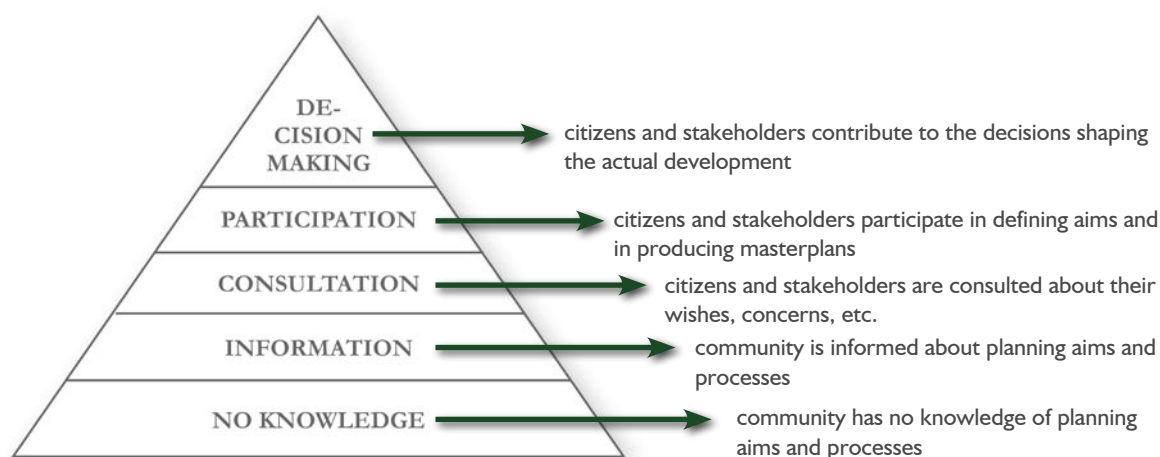 DE-
CISION
MAKING
citizens and stakeholders contribute to the decisions shaping
the actual development
PARTICIPATION
citizens and stakeholders participate in defining aims and
in producing masterplans
CONSULTATION
citizens and stakeholders are consulted about their
wishes, concerns, etc.
INFORMATION
community is informed about planning aims and
processes
NO KNOWLEDGE
community has no knowledge of planning
aims and processes